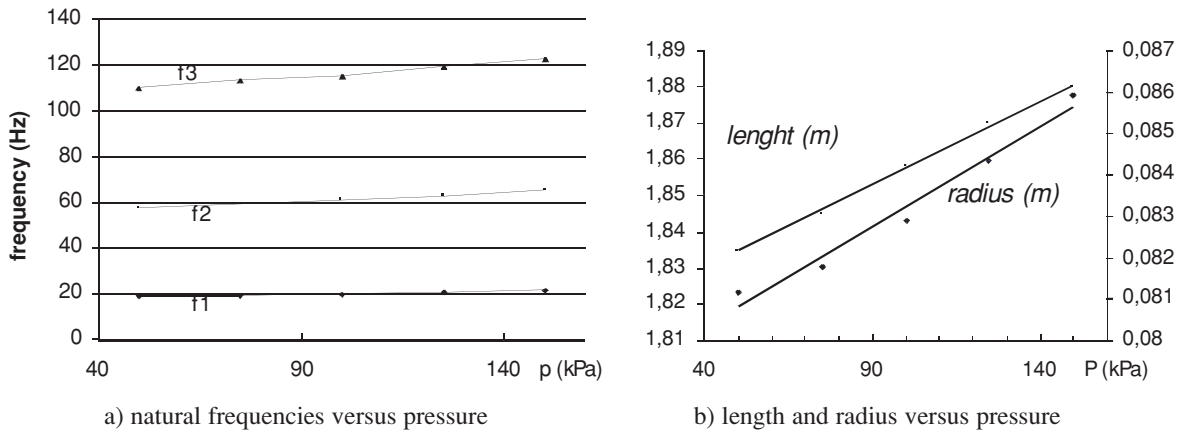 140
120
100
80
60
40
20
0
frequency (Hz)
f3
f2
f1
40 90 140 p (kPa)
a) natural frequencies versus pressure
1,89
1,88
1,87
1,86
1,85
1,84
1,83
1,82
1,81
lenght (m)
radius (m)
0,087
0,086
0,085
0,084
0,083
0,082
0,081
0,08
40 90 140 P (kPa)
b) length and radius versus pressure